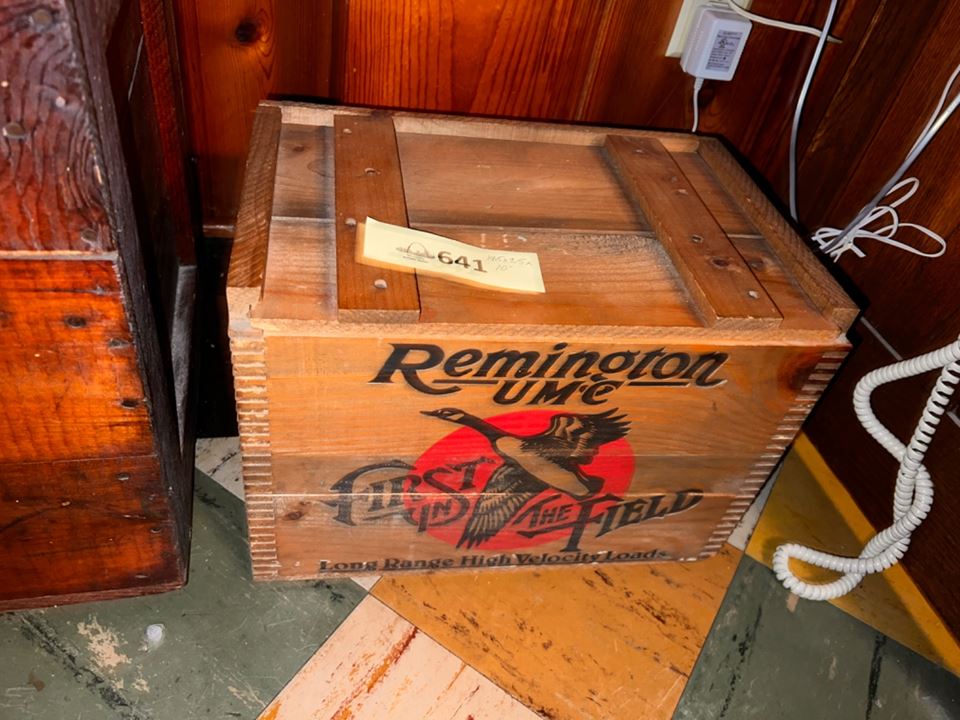 641
Remington
UMC
First
in the Field
Long Range High Velocity Loads